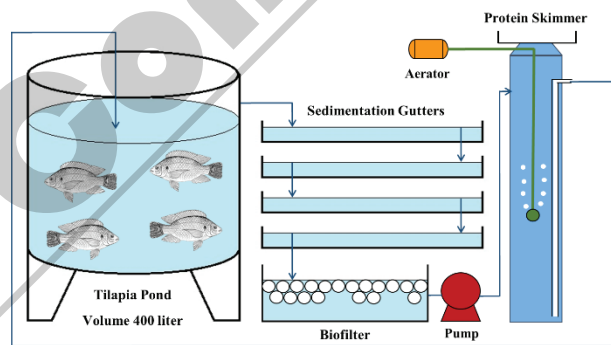 Protein Skimmer
Aerator
Sedimentation Gutters
Tilapia Pond
Volume 400 liter
Biofilter
Pump